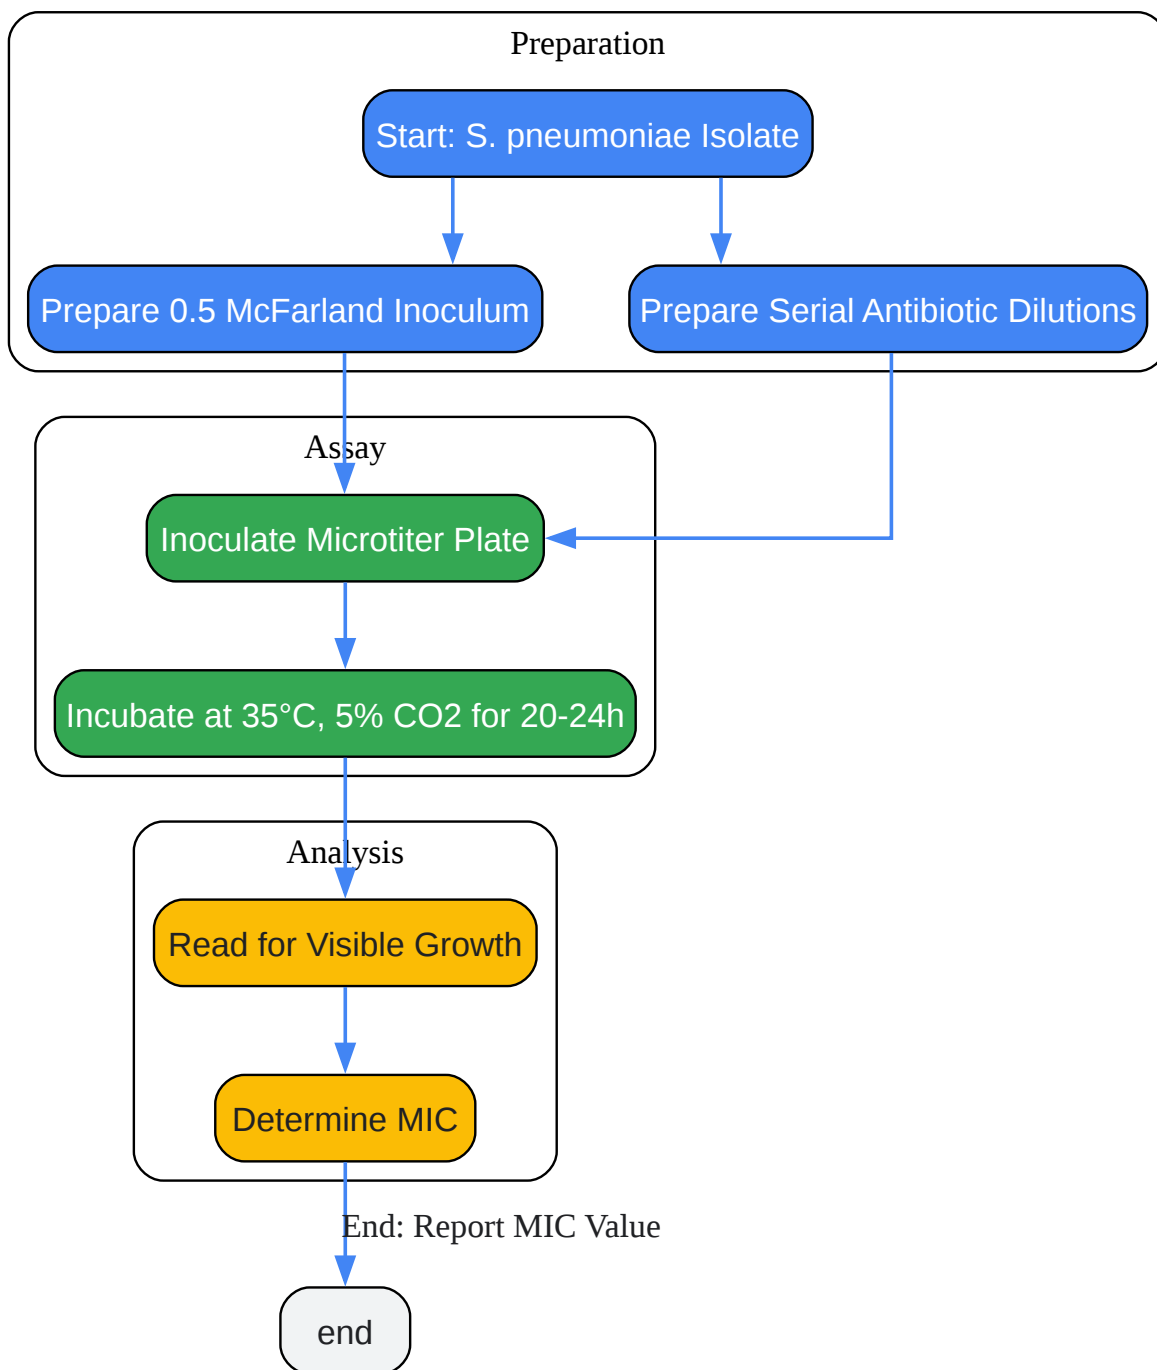 Preparation
Start: S. pneumoniae Isolate
Prepare 0.5 McFarland Inoculum
Prepare Serial Antibiotic Dilutions
Assay
Inoculate Microtiter Plate
Incubate at 35°C, 5% CO2 for 20-24h
Analysis
Read for Visible Growth
Determine MIC
End: Report MIC Value
end